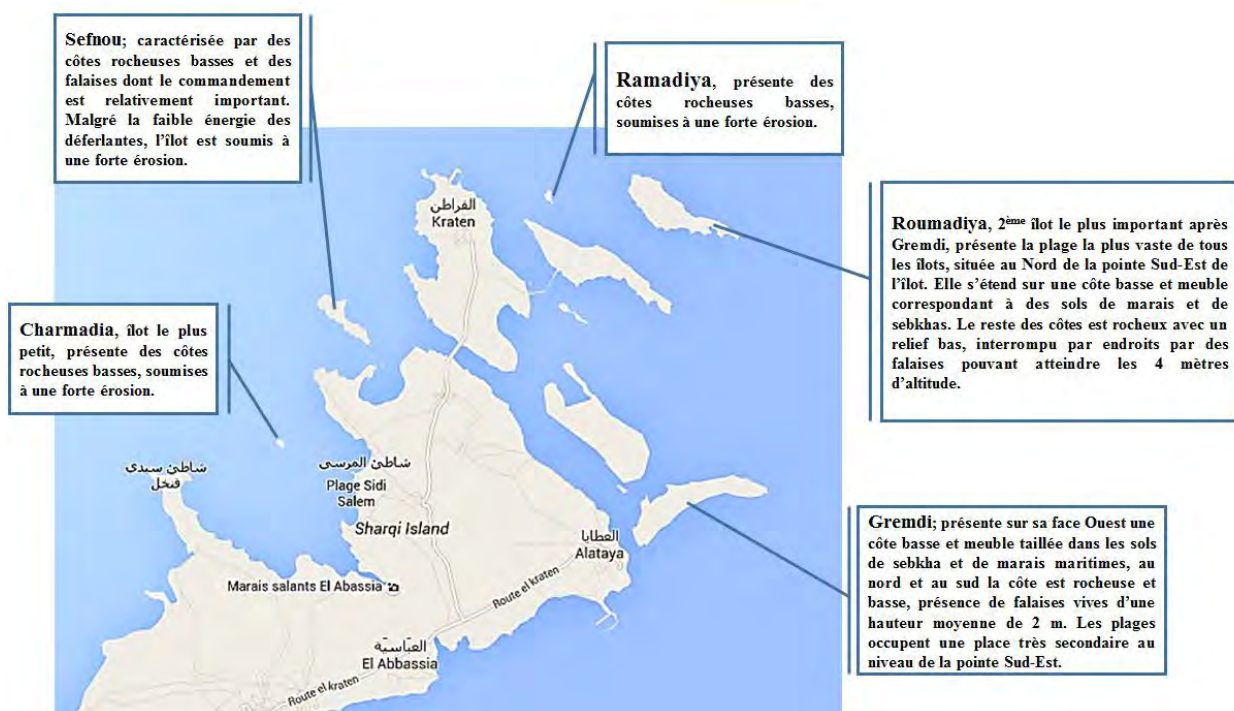 Sefnou; caractérisée par des
côtes rocheuses basses et des
falaises dont le commandement
est relativement important.
Malgré la faible énergie des
déferlantes, l’îlot est soumis à
une forte érosion.
Ramadiya, présente des
côtes rocheuses basses,
soumises à une forte érosion.
Roumadiya, 2ème îlot le plus important après
Gremdi, présente la plage la plus vaste de tous
les îlots, située au Nord de la pointe Sud-Est de
l’îlot. Elle s’étend sur une côte basse et meuble
correspondant à des sols de marais et de
sebkhas. Le reste des côtes est rocheux avec un
relief bas, interrompu par endroits par des
falaises pouvant atteindre les 4 mètres
d’altitude.
Charmadia, îlot le plus
petit, présente des côtes
rocheuses basses, soumises
à une forte érosion.
Gremdi; présente sur sa face Ouest une
côte basse et meuble taillée dans les sols
de sebkha et de marais maritimes, au
nord et au sud la côte est rocheuse et
basse, présence de falaises vives d’une
hauteur moyenne de 2 m. Les plages
occupent une place très secondaire au
niveau de la pointe Sud-Est.
القراطن
Kraten
شاطئ سيدي
فنخل
شاطئ المرسى
Plage Sidi
Salem
Sharqi Island
العطايا
Alataya
Marais salants El Abassia
Route el kraten
العبّاسيّة
El Abbassia
Route el kraten